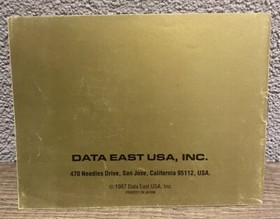 DATA EAST USA, INC.
470 Needles Drive, San Jose, California 95112, USA.
© 1987 Data East USA, Inc.
PRINTED IN JAPAN